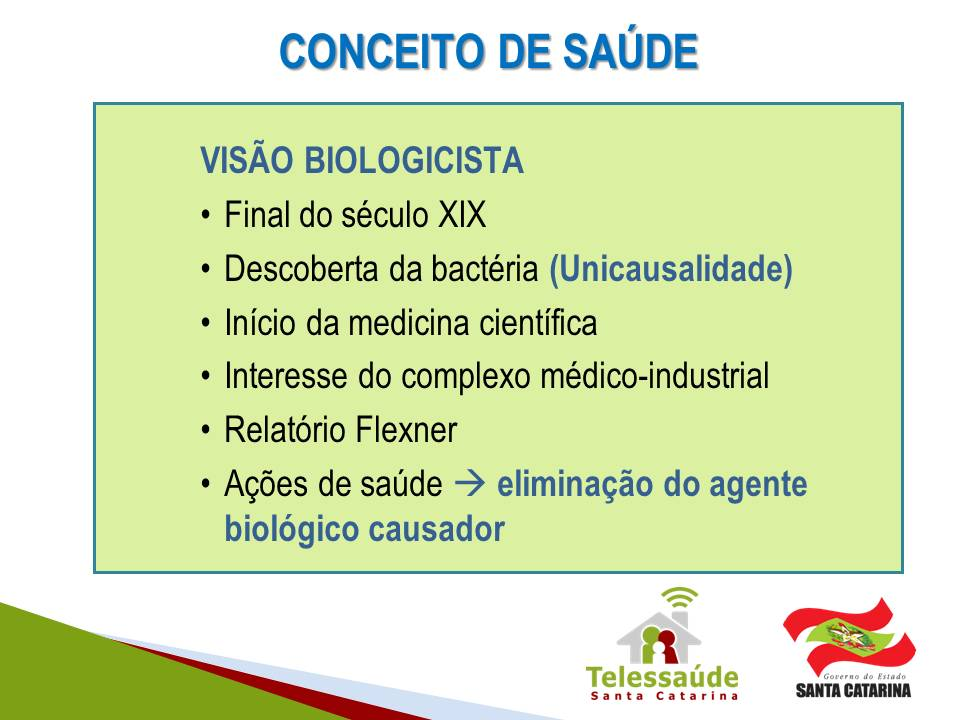 CONCEITO DE SAÚDE
VISÃO BIOLOGICISTA
• Final do século XIX
• Descoberta da bactéria (Unicausalidade)
• Início da medicina científica
• Interesse do complexo médico-industrial
• Relatório Flexner
• Ações de saúde → eliminação do agente
biológico causador
Telessaúde
Santa Catarina
Governo do Estado
SANTA CATARINA